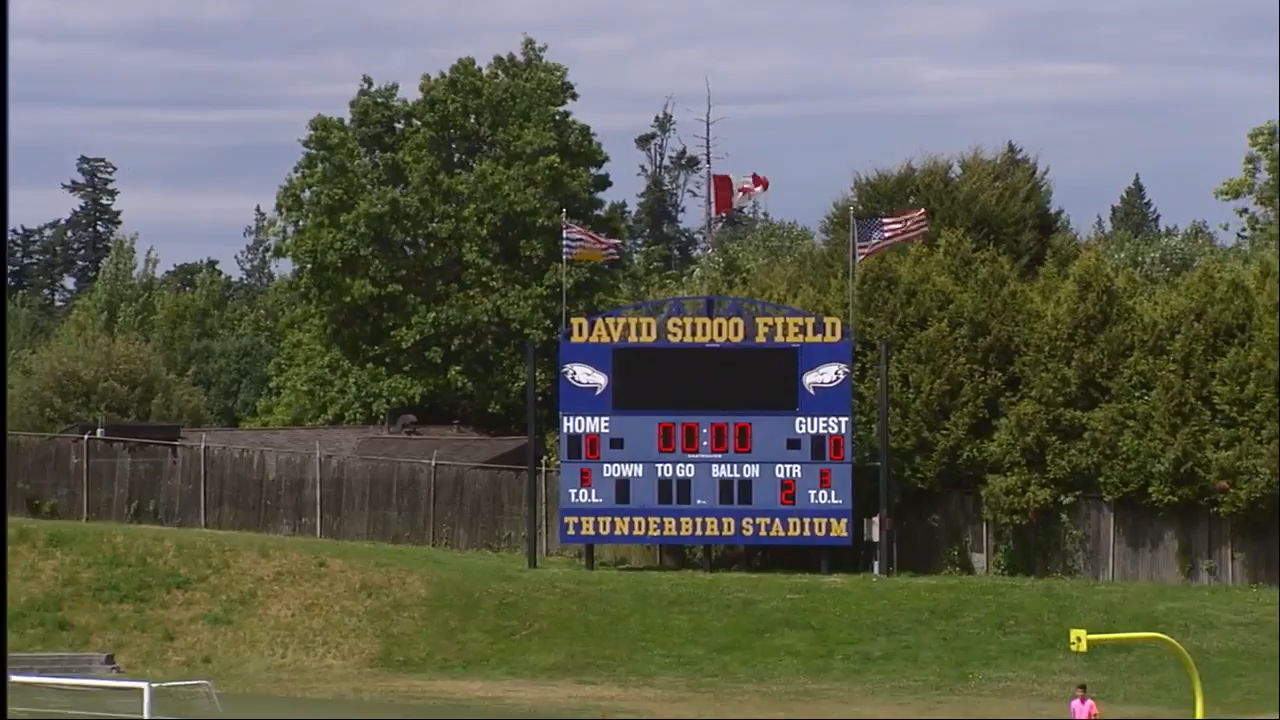 DAVID SIDOO FIELD
HOME GUEST
0 00:00 0
3 DOWN TO GO BALL ON QTR 3
T.O.L. 2 T.O.L.
THUNDERBIRD STADIUM